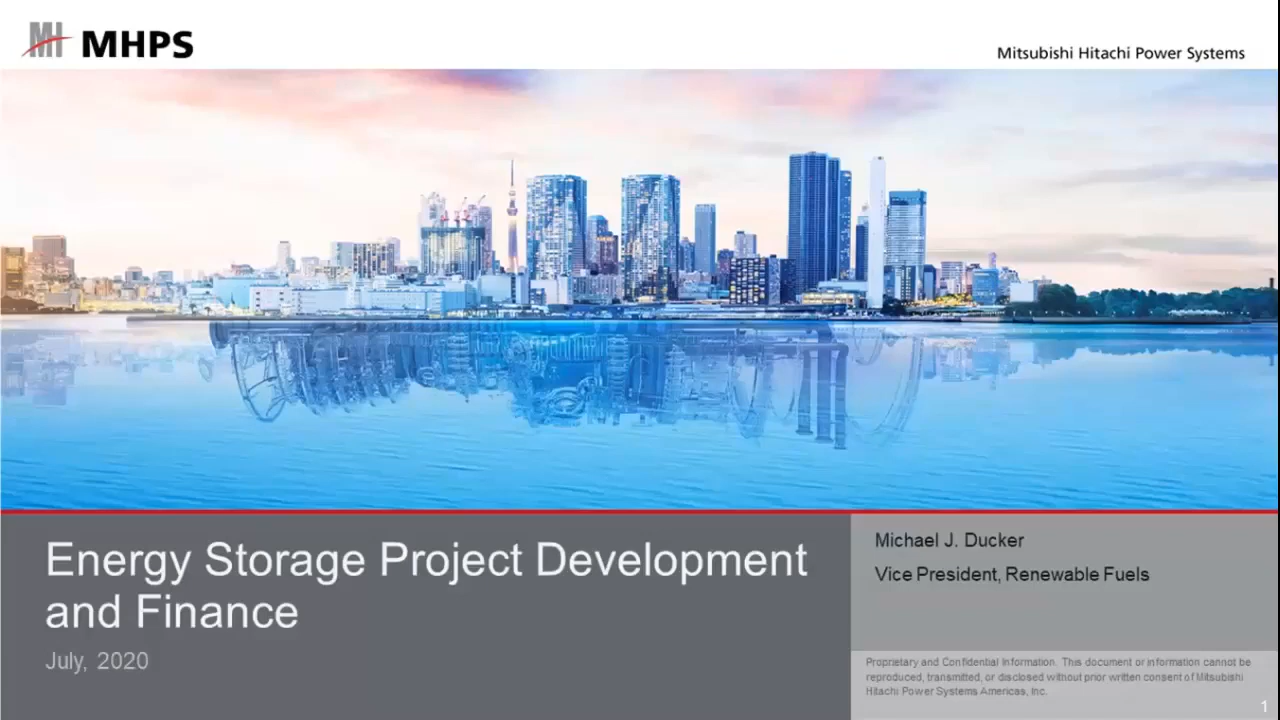 MHPS
Mitsubishi Hitachi Power Systems
Energy Storage Project Development
and Finance
July, 2020
Michael J. Ducker
Vice President, Renewable Fuels
Proprietary and Confidential Information. This document or information cannot be
reproduced, transmitted, or disclosed without prior written consent of Mitsubishi
Hitachi Power Systems Americas, Inc.
1